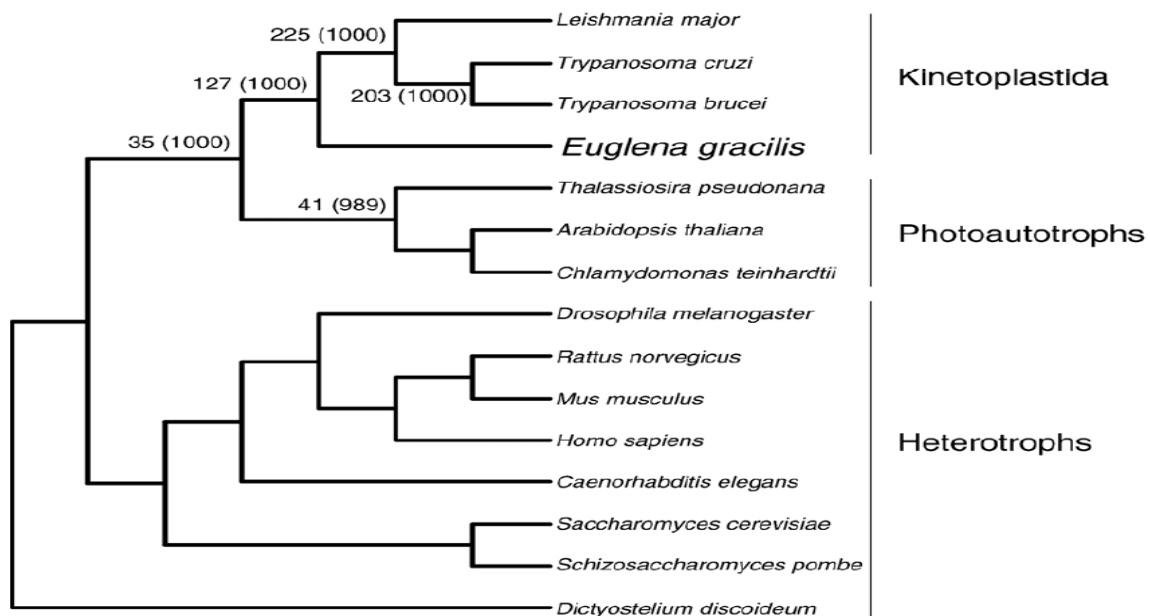 Leishmania major
225 (1000)
Trypanosoma cruzi
Kinetoplastida
127 (1000)
203 (1000)
Trypanosoma brucei
35 (1000)
Euglena gracilis
Thalassiosira pseudonana
41 (989)
Arabidopsis thaliana
Photoautotrophs
Chlamydomonas teinhardtii
Drosophila melanogaster
Rattus norvegicus
Mus musculus
Homo sapiens
Heterotrophs
Caenorhabditis elegans
Saccharomyces cerevisiae
Schizosaccharomyces pombe
Dictyostelium discoideum